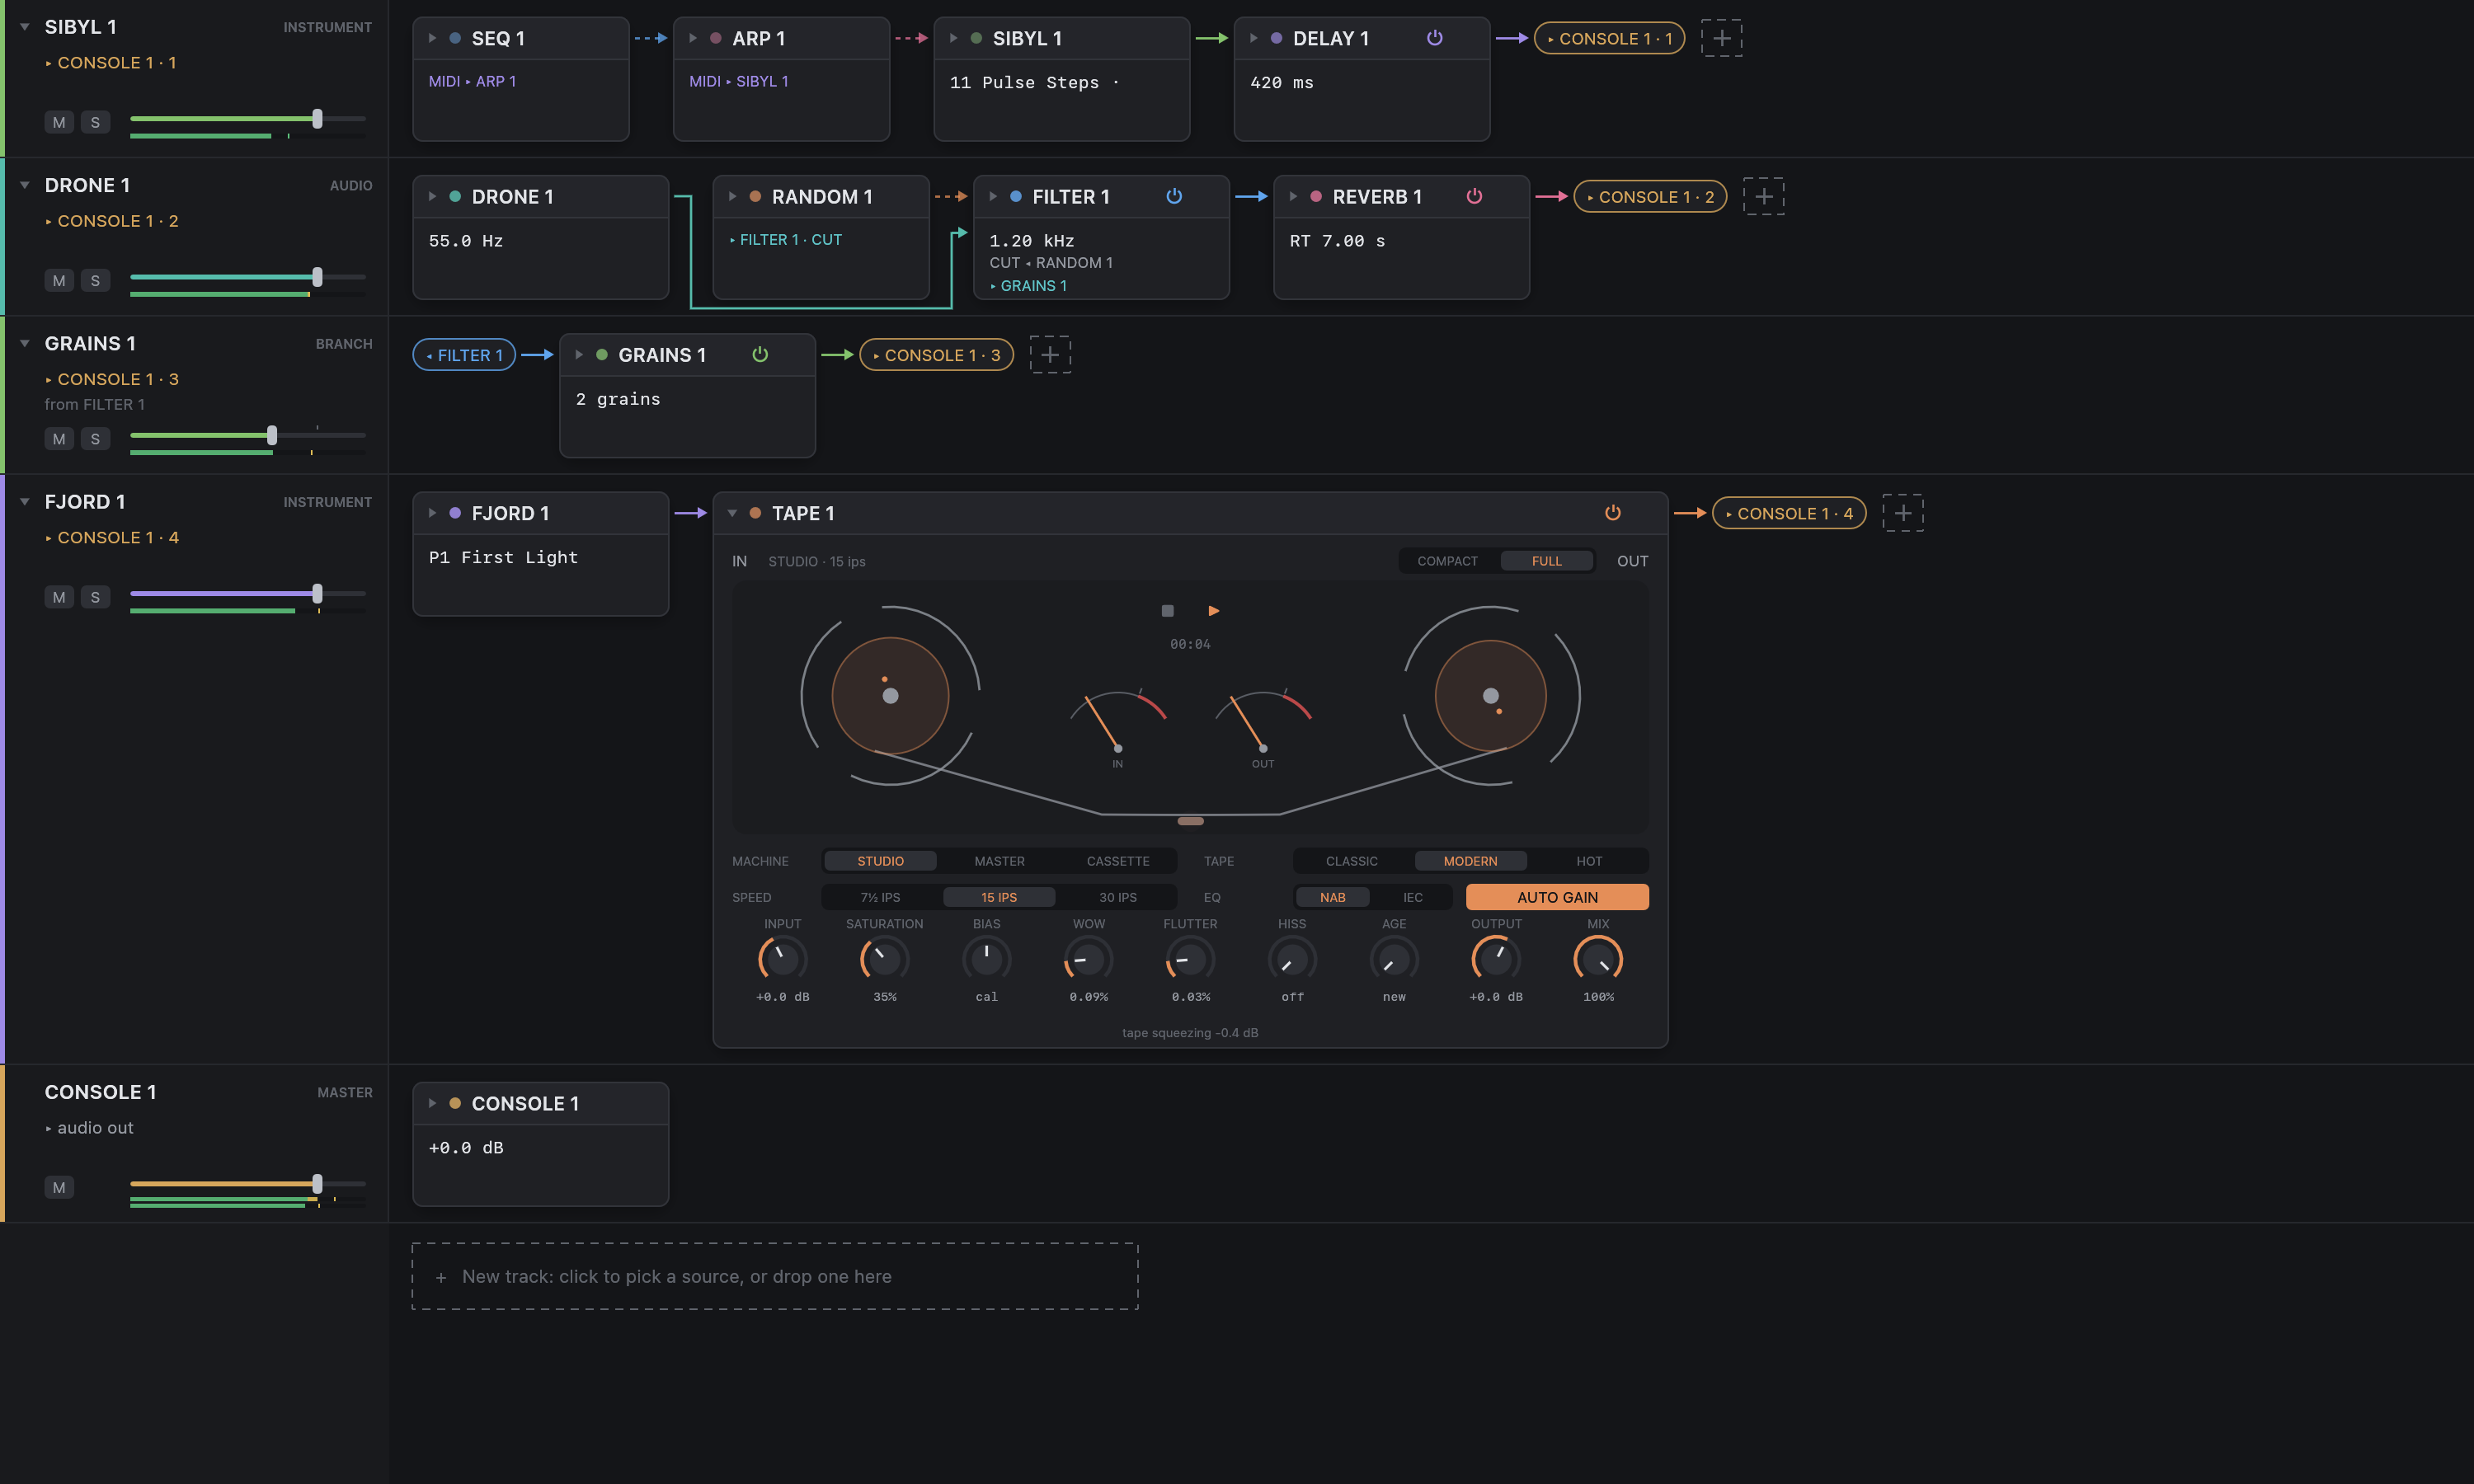 SIBYL 1 INSTRUMENT
▸ CONSOLE 1 · 1
M S
SEQ 1
MIDI ▸ ARP 1
ARP 1
MIDI ▸ SIBYL 1
SIBYL 1
11 Pulse Steps ·
DELAY 1
420 ms
▸ CONSOLE 1 · 1
+
DRONE 1 AUDIO
▸ CONSOLE 1 · 2
M S
DRONE 1
55.0 Hz
RANDOM 1
▸ FILTER 1 · CUT
FILTER 1
1.20 kHz
CUT ◂ RANDOM 1
▸ GRAINS 1
REVERB 1
RT 7.00 s
▸ CONSOLE 1 · 2
+
GRAINS 1 BRANCH
▸ CONSOLE 1 · 3
from FILTER 1
M S
◂ FILTER 1
GRAINS 1
2 grains
▸ CONSOLE 1 · 3
+
FJORD 1 INSTRUMENT
▸ CONSOLE 1 · 4
M S
FJORD 1
P1 First Light
TAPE 1
IN STUDIO · 15 ips COMPACT FULL OUT
00:04
IN OUT
MACHINE STUDIO MASTER CASSETTE TAPE CLASSIC MODERN HOT
SPEED 7½ IPS 15 IPS 30 IPS EQ NAB IEC AUTO GAIN
INPUT SATURATION BIAS WOW FLUTTER HISS AGE OUTPUT MIX
+0.0 dB 35% cal 0.09% 0.03% off new +0.0 dB 100%
tape squeezing -0.4 dB
▸ CONSOLE 1 · 4
+
CONSOLE 1 MASTER
▸ audio out
M
CONSOLE 1
+0.0 dB
+ New track: click to pick a source, or drop one here